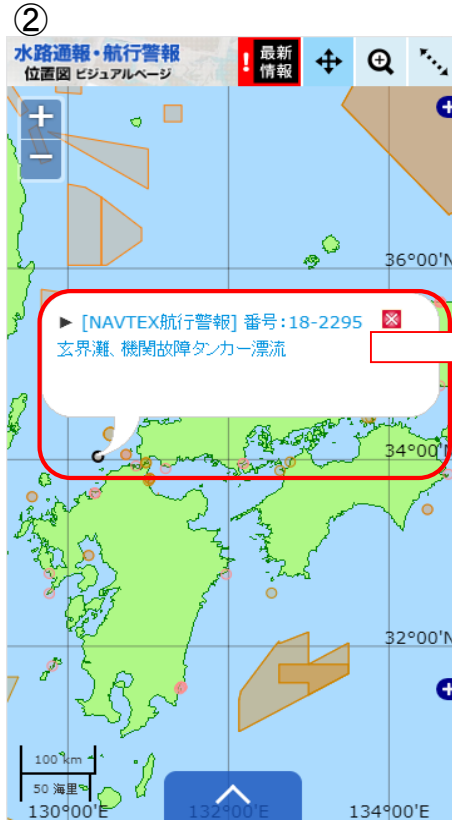 ②
水路通報・航行警報
位置図 ビジュアルページ
! 最新
情報
+
−
36°00'N
▶ [NAVTEX航行警報] 番号:18-2295
玄界灘、機関故障タンカー漂流
34°00'N
32°00'N
100 km
50 海里
130°00'E 132°00'E 134°00'E